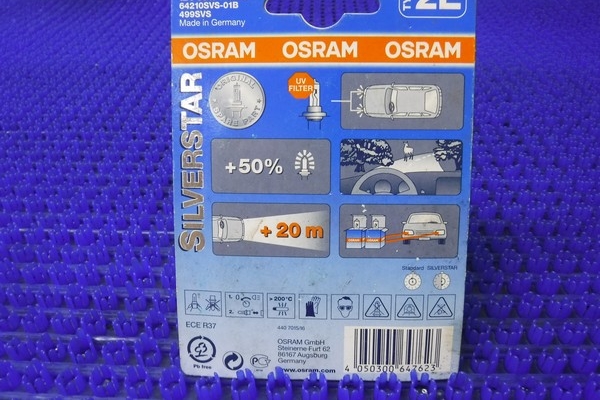 64210SVS-01B
499SVS
Made in Germany
OSRAM OSRAM OSRAM
SILVERSTAR
ORIGINAL
SPARE PART
UV
FILTER
+50%
+20 m
Standard SILVERSTAR
1.
2.
>200°C
ECE R37
OSRAM GmbH
Steinerne Furt 62
86167 Augsburg
Germany
www.osram.com
Pb free
4 050300 647623